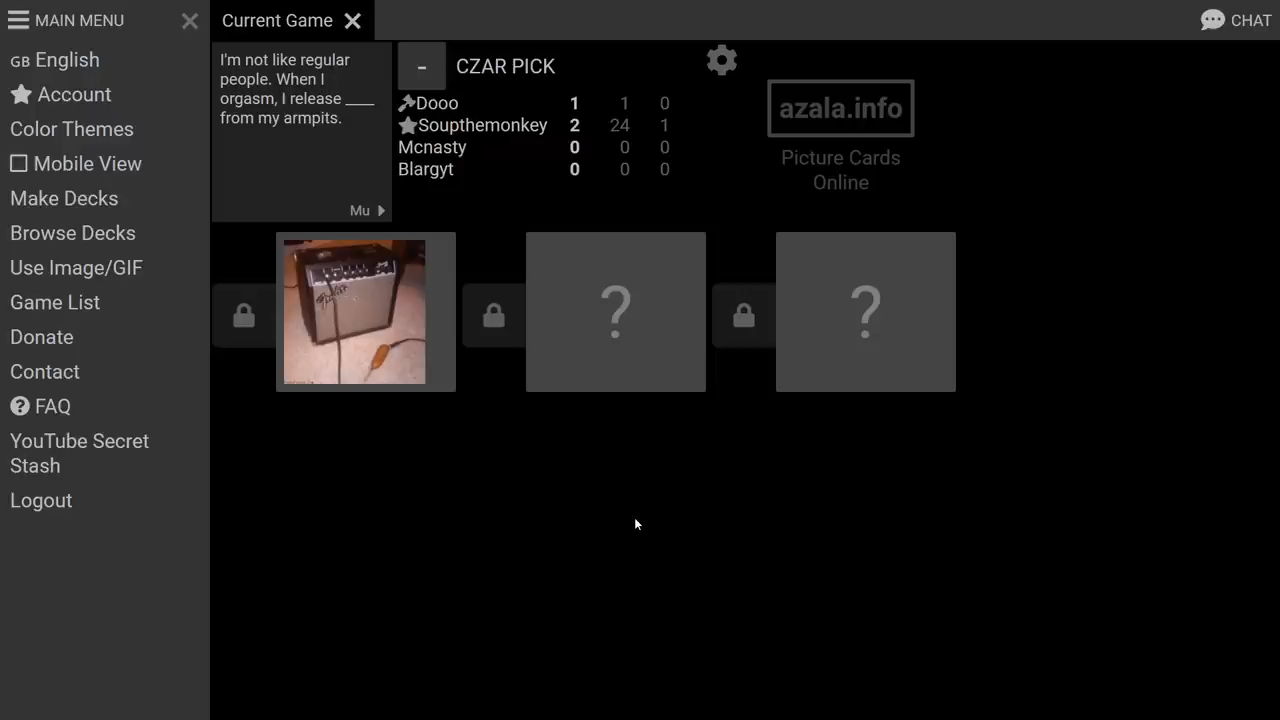 MAIN MENU
GB English
Account
Color Themes
Mobile View
Make Decks
Browse Decks
Use Image/GIF
Game List
Donate
Contact
FAQ
YouTube Secret
Stash
Logout
Current Game
CHAT
I'm not like regular
people. When I
orgasm, I release ____
from my armpits.
Mu
-
CZAR PICK
Dooo 1 1 0
Soupthemonkey 2 24 1
Mcnasty 0 0 0
Blargyt 0 0 0
azala.info
Picture Cards
Online
Fender
?
?